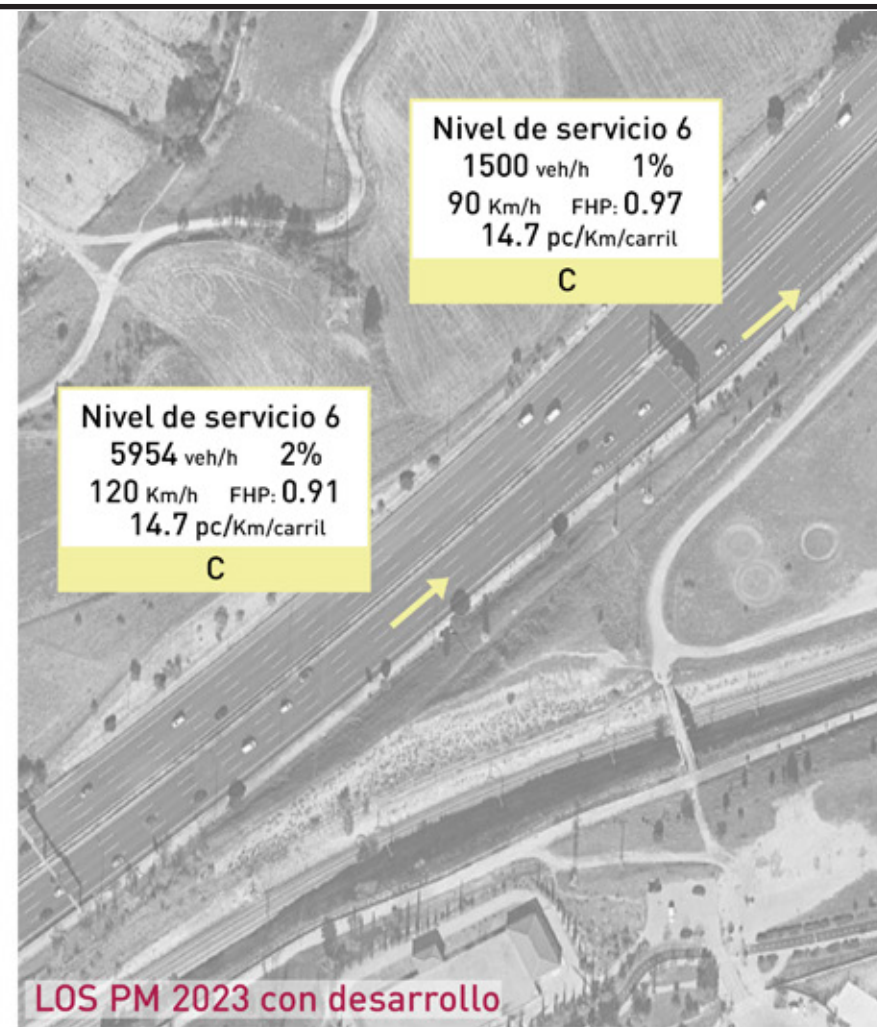 Nivel de servicio 6
1500 veh/h 1%
90 Km/h FHP: 0.97
14.7 pc/Km/carril
C
Nivel de servicio 6
5954 veh/h 2%
120 Km/h FHP: 0.91
14.7 pc/Km/carril
C
LOS PM 2023 con desarrollo